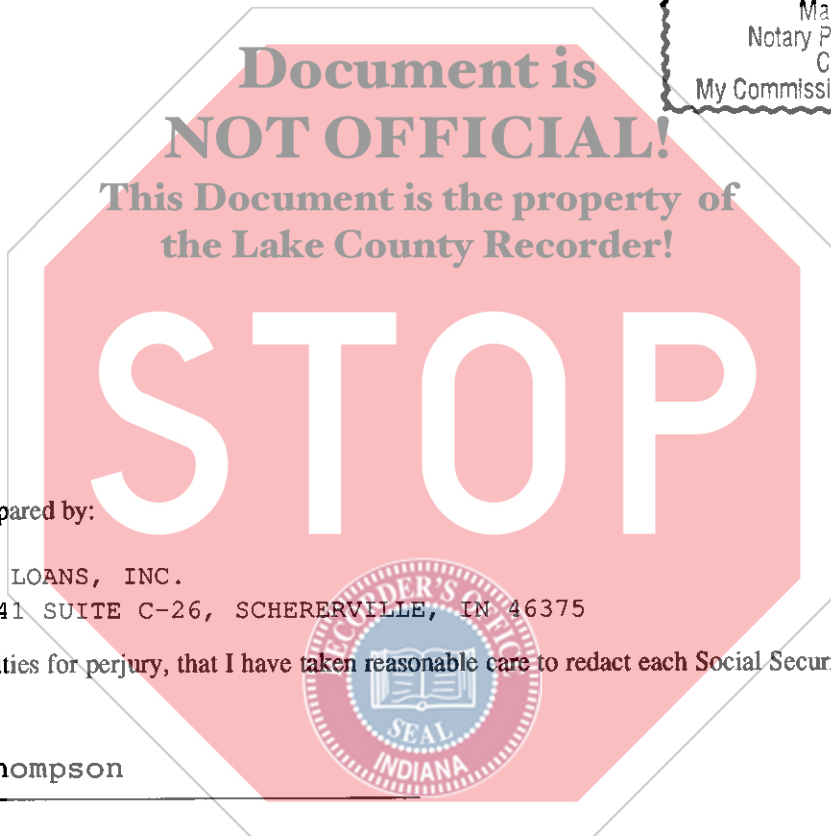 Ma
Notary P
C
My Commissi
Document is
NOT OFFICIAL!
This Document is the property of
the Lake County Recorder!
STOP
pared by:
LOANS, INC.
41 SUITE C-26, SCHERERVILLE, IN 46375
lties for perjury, that I have taken reasonable care to redact each Social Securi
RECORDER'S OFFICE
SEAL
INDIANA
hompson